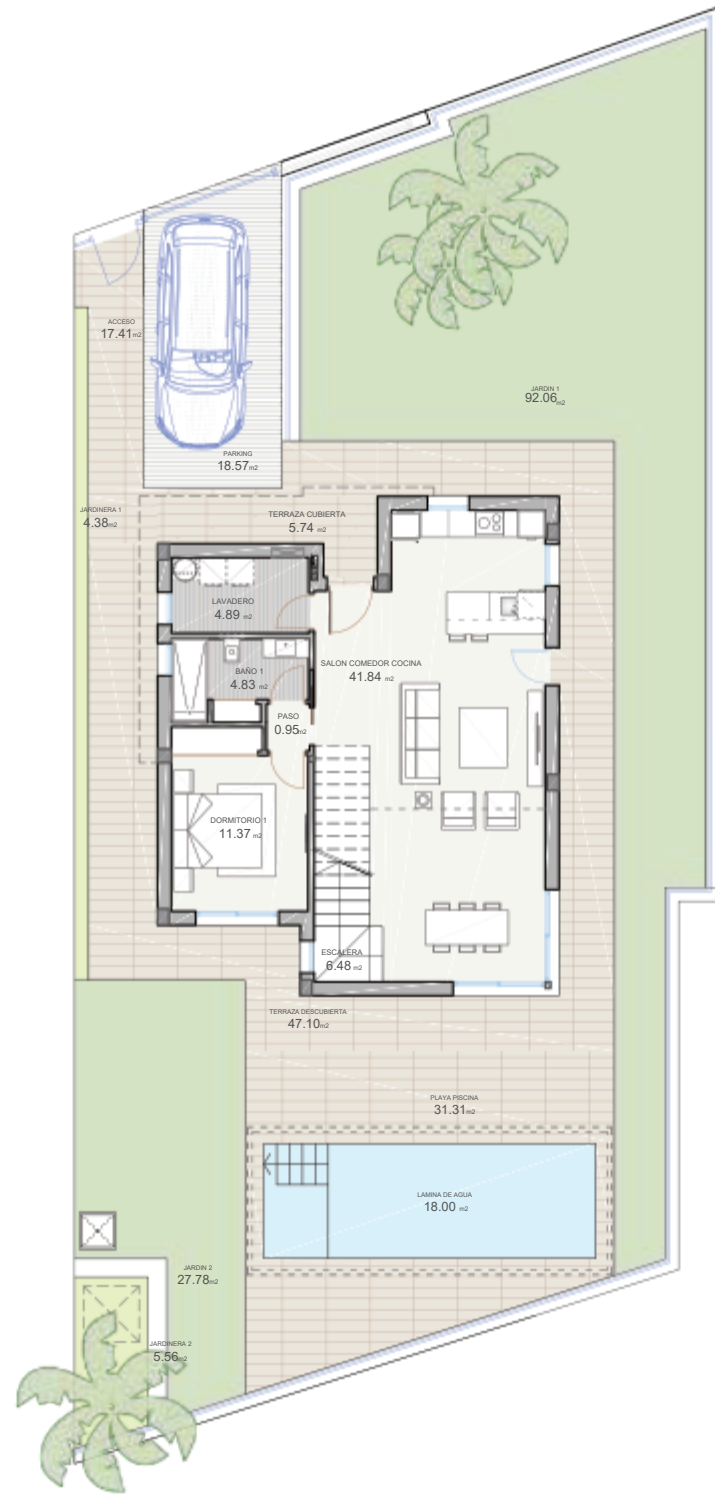 ACCESO
17.41m2
JARDIN 1
92.06m2
PARKING
18.57m2
JARDINERA 1
4.38m2
TERRAZA CUBIERTA
5.74 m2
LAVADERO
4.89 m2
SALON COMEDOR COCINA
41.84 m2
BAÑO 1
4.83 m2
PASO
0.95m2
DORMITORIO 1
11.37 m2
ESCALERA
6.48 m2
TERRAZA DESCUBIERTA
47.10m2
PLAYA PISCINA
31.31m2
LAMINA DE AGUA
18.00 m2
JARDIN 2
27.78m2
JARDINERA 2
5.56m2